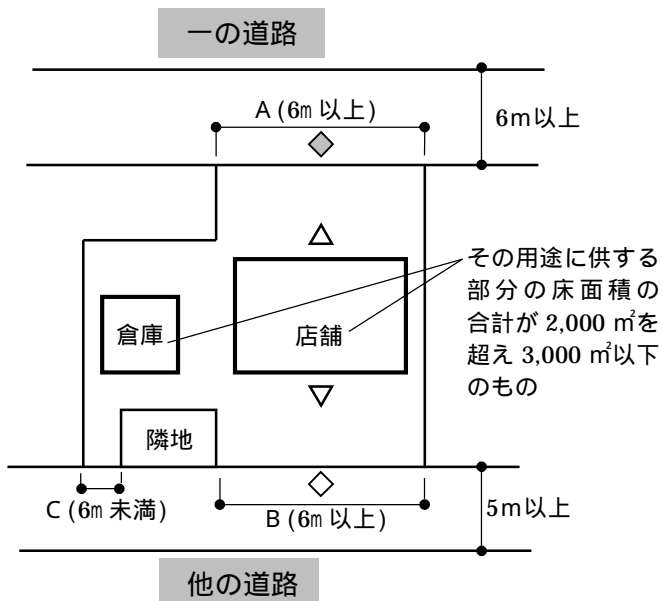 一の道路
A (6m 以上)
6m以上
その用途に供する
部分の床面積の
合計が 2,000 ㎡を
超え 3,000 ㎡以下
のもの
倉庫
店舗
隣地
C (6m 未満)
B (6m 以上)
5m以上
他の道路